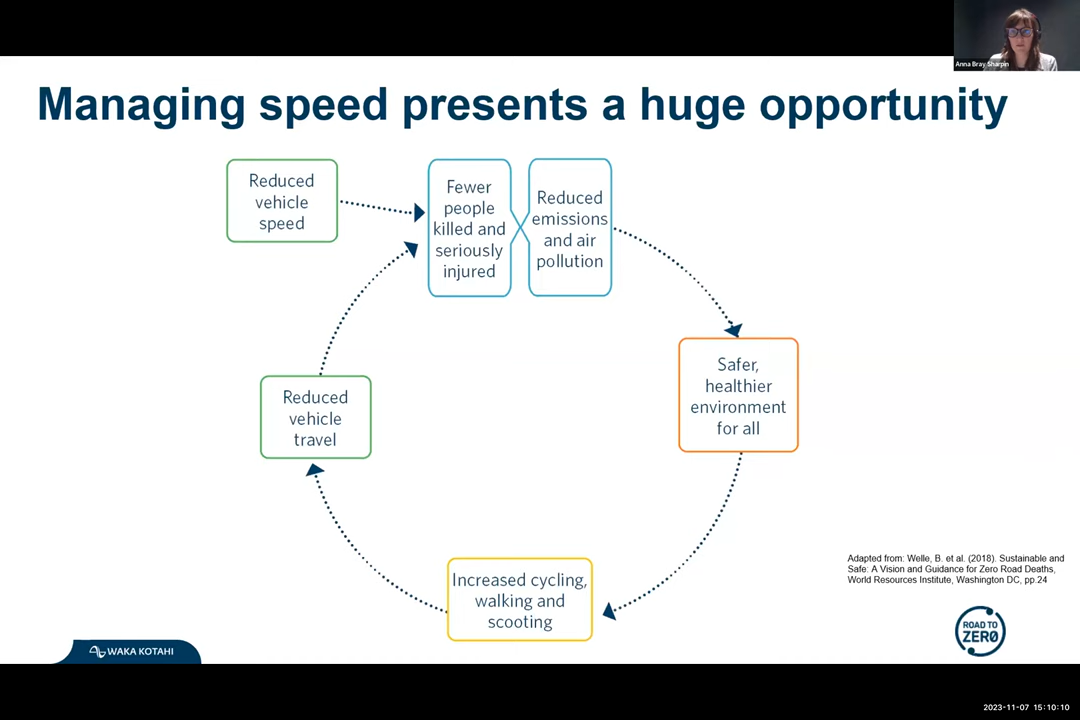 Anna Bray Sharpin
Managing speed presents a huge opportunity
Reduced
vehicle
speed
Fewer
people
killed and
seriously
injured
Reduced
emissions
and air
pollution
Safer,
healthier
environment
for all
Reduced
vehicle
travel
Increased cycling,
walking and
scooting
Adapted from: Welle, B. et al. (2018). Sustainable and
Safe: A Vision and Guidance for Zero Road Deaths,
World Resources Institute, Washington DC, pp.24
ROAD TO
ZERO
WAKA KOTAHI
2023-11-07 15:10:10